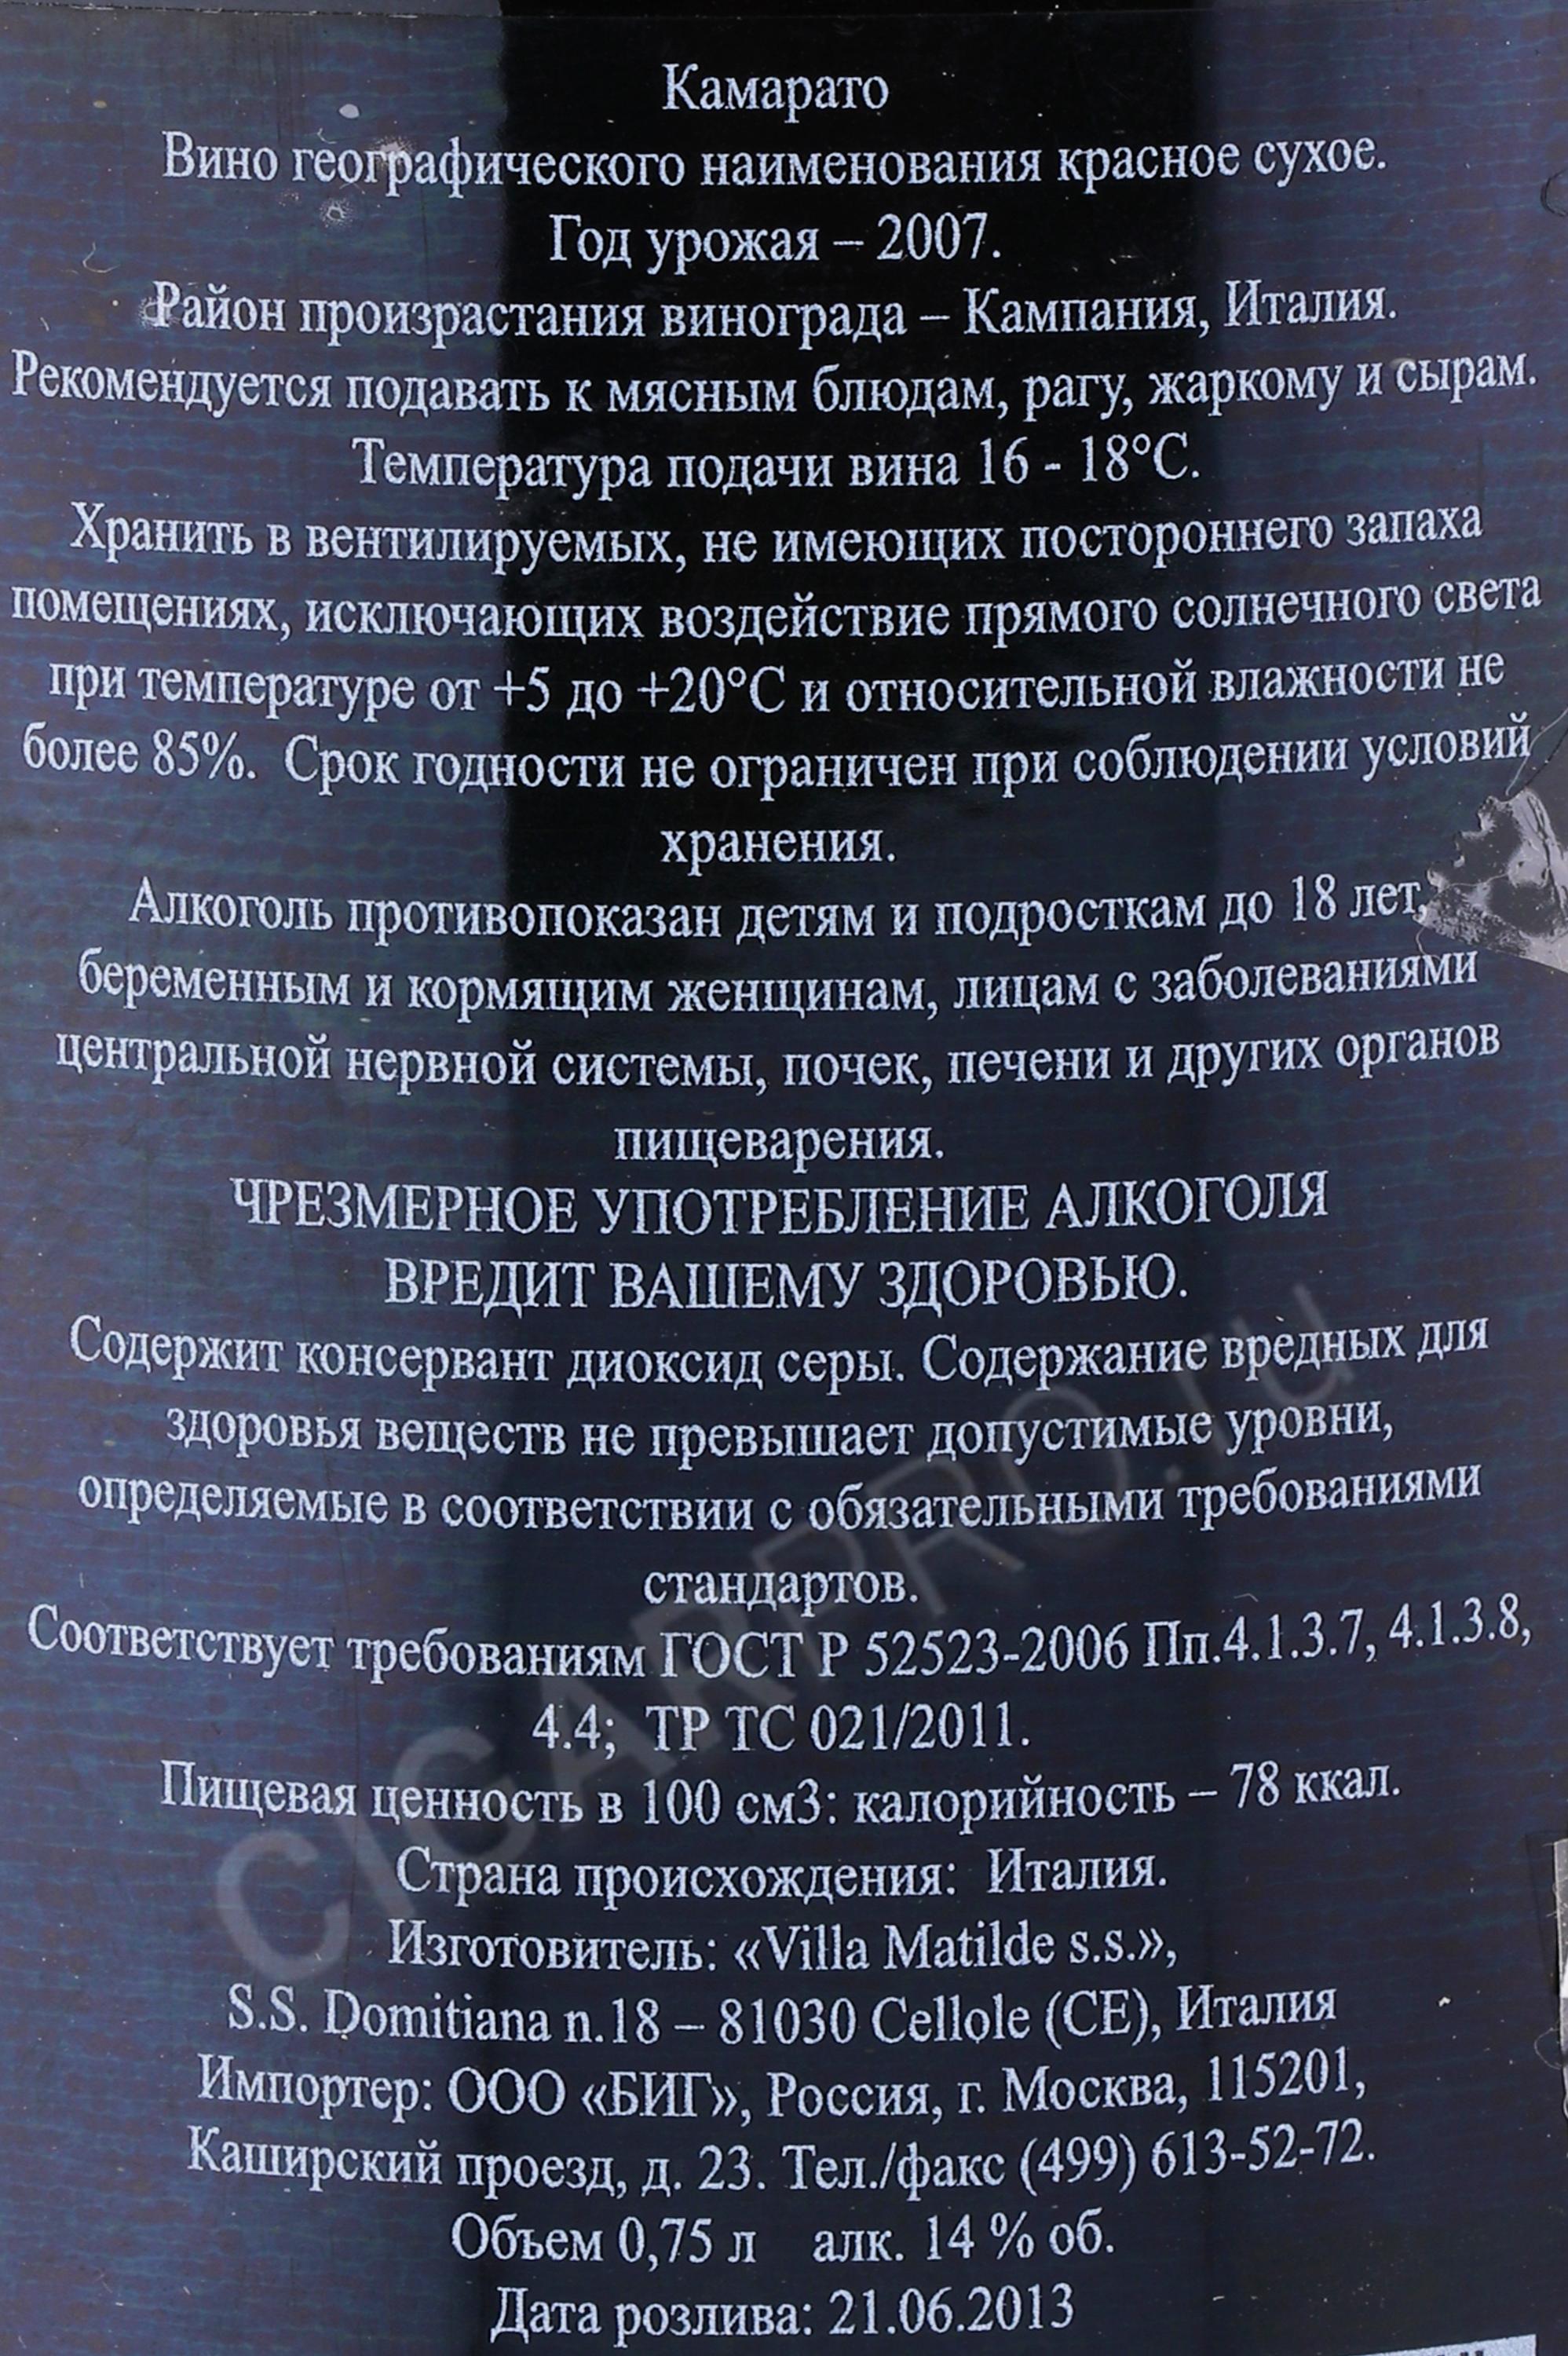 Камарато
Вино географического наименования красное сухое.
Год урожая – 2007.
Район произрастания винограда – Кампания, Италия.
Рекомендуется подавать к мясным блюдам, рагу, жаркому и сырам.
Температура подачи вина 16 - 18°С.
Хранить в вентилируемых, не имеющих постороннего запаха
помещениях, исключающих воздействие прямого солнечного света
при температуре от +5 до +20°С и относительной влажности не
более 85%. Срок годности не ограничен при соблюдении условий
хранения.
Алкоголь противопоказан детям и подросткам до 18 лет,
беременным и кормящим женщинам, лицам с заболеваниями
центральной нервной системы, почек, печени и других органов
пищеварения.
ЧРЕЗМЕРНОЕ УПОТРЕБЛЕНИЕ АЛКОГОЛЯ
ВРЕДИТ ВАШЕМУ ЗДОРОВЬЮ.
Содержит консервант диоксид серы. Содержание вредных для
здоровья веществ не превышает допустимые уровни,
определяемые в соответствии с обязательными требованиями
стандартов.
Соответствует требованиям ГОСТ Р 52523-2006 Пп.4.1.3.7, 4.1.3.8,
4.4; ТР ТС 021/2011.
Пищевая ценность в 100 см3: калорийность – 78 ккал.
Страна происхождения: Италия.
Изготовитель: «Villa Matilde s.s.»,
S.S. Domitiana n.18 – 81030 Cellole (CE), Италия
Импортер: ООО «БИГ», Россия, г. Москва, 115201,
Каширский проезд, д. 23. Тел./факс (499) 613-52-72.
Объем 0,75 л алк. 14 % об.
Дата розлива: 21.06.2013
CIGARPRO.ru